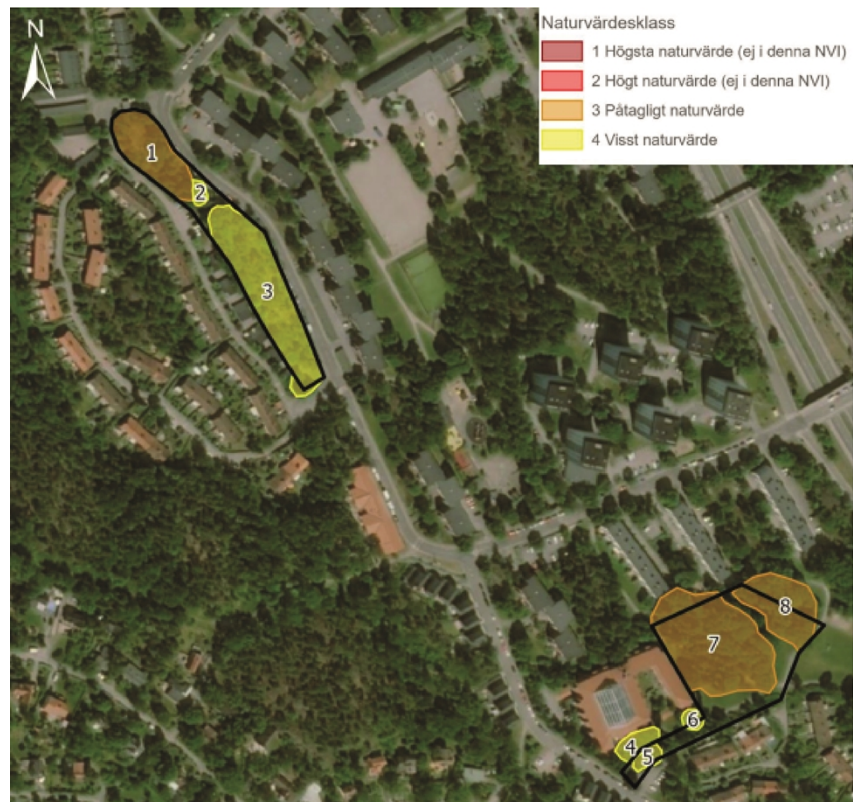 N
Naturvärdesklass
1 Högsta naturvärde (ej i denna NVI)
2 Högt naturvärde (ej i denna NVI)
3 Påtagligt naturvärde
4 Visst naturvärde
1
2
3
8
7
6
4
5